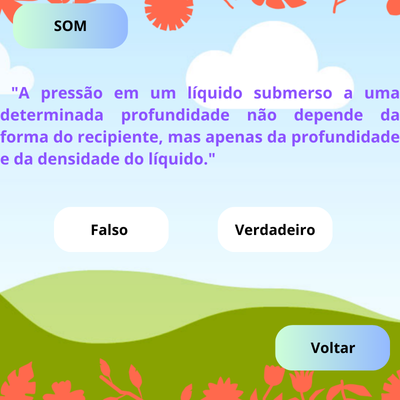 SOM
"A pressão em um líquido submerso a uma
determinada profundidade não depende da
forma do recipiente, mas apenas da profundidade
e da densidade do líquido."
Falso
Verdadeiro
Voltar